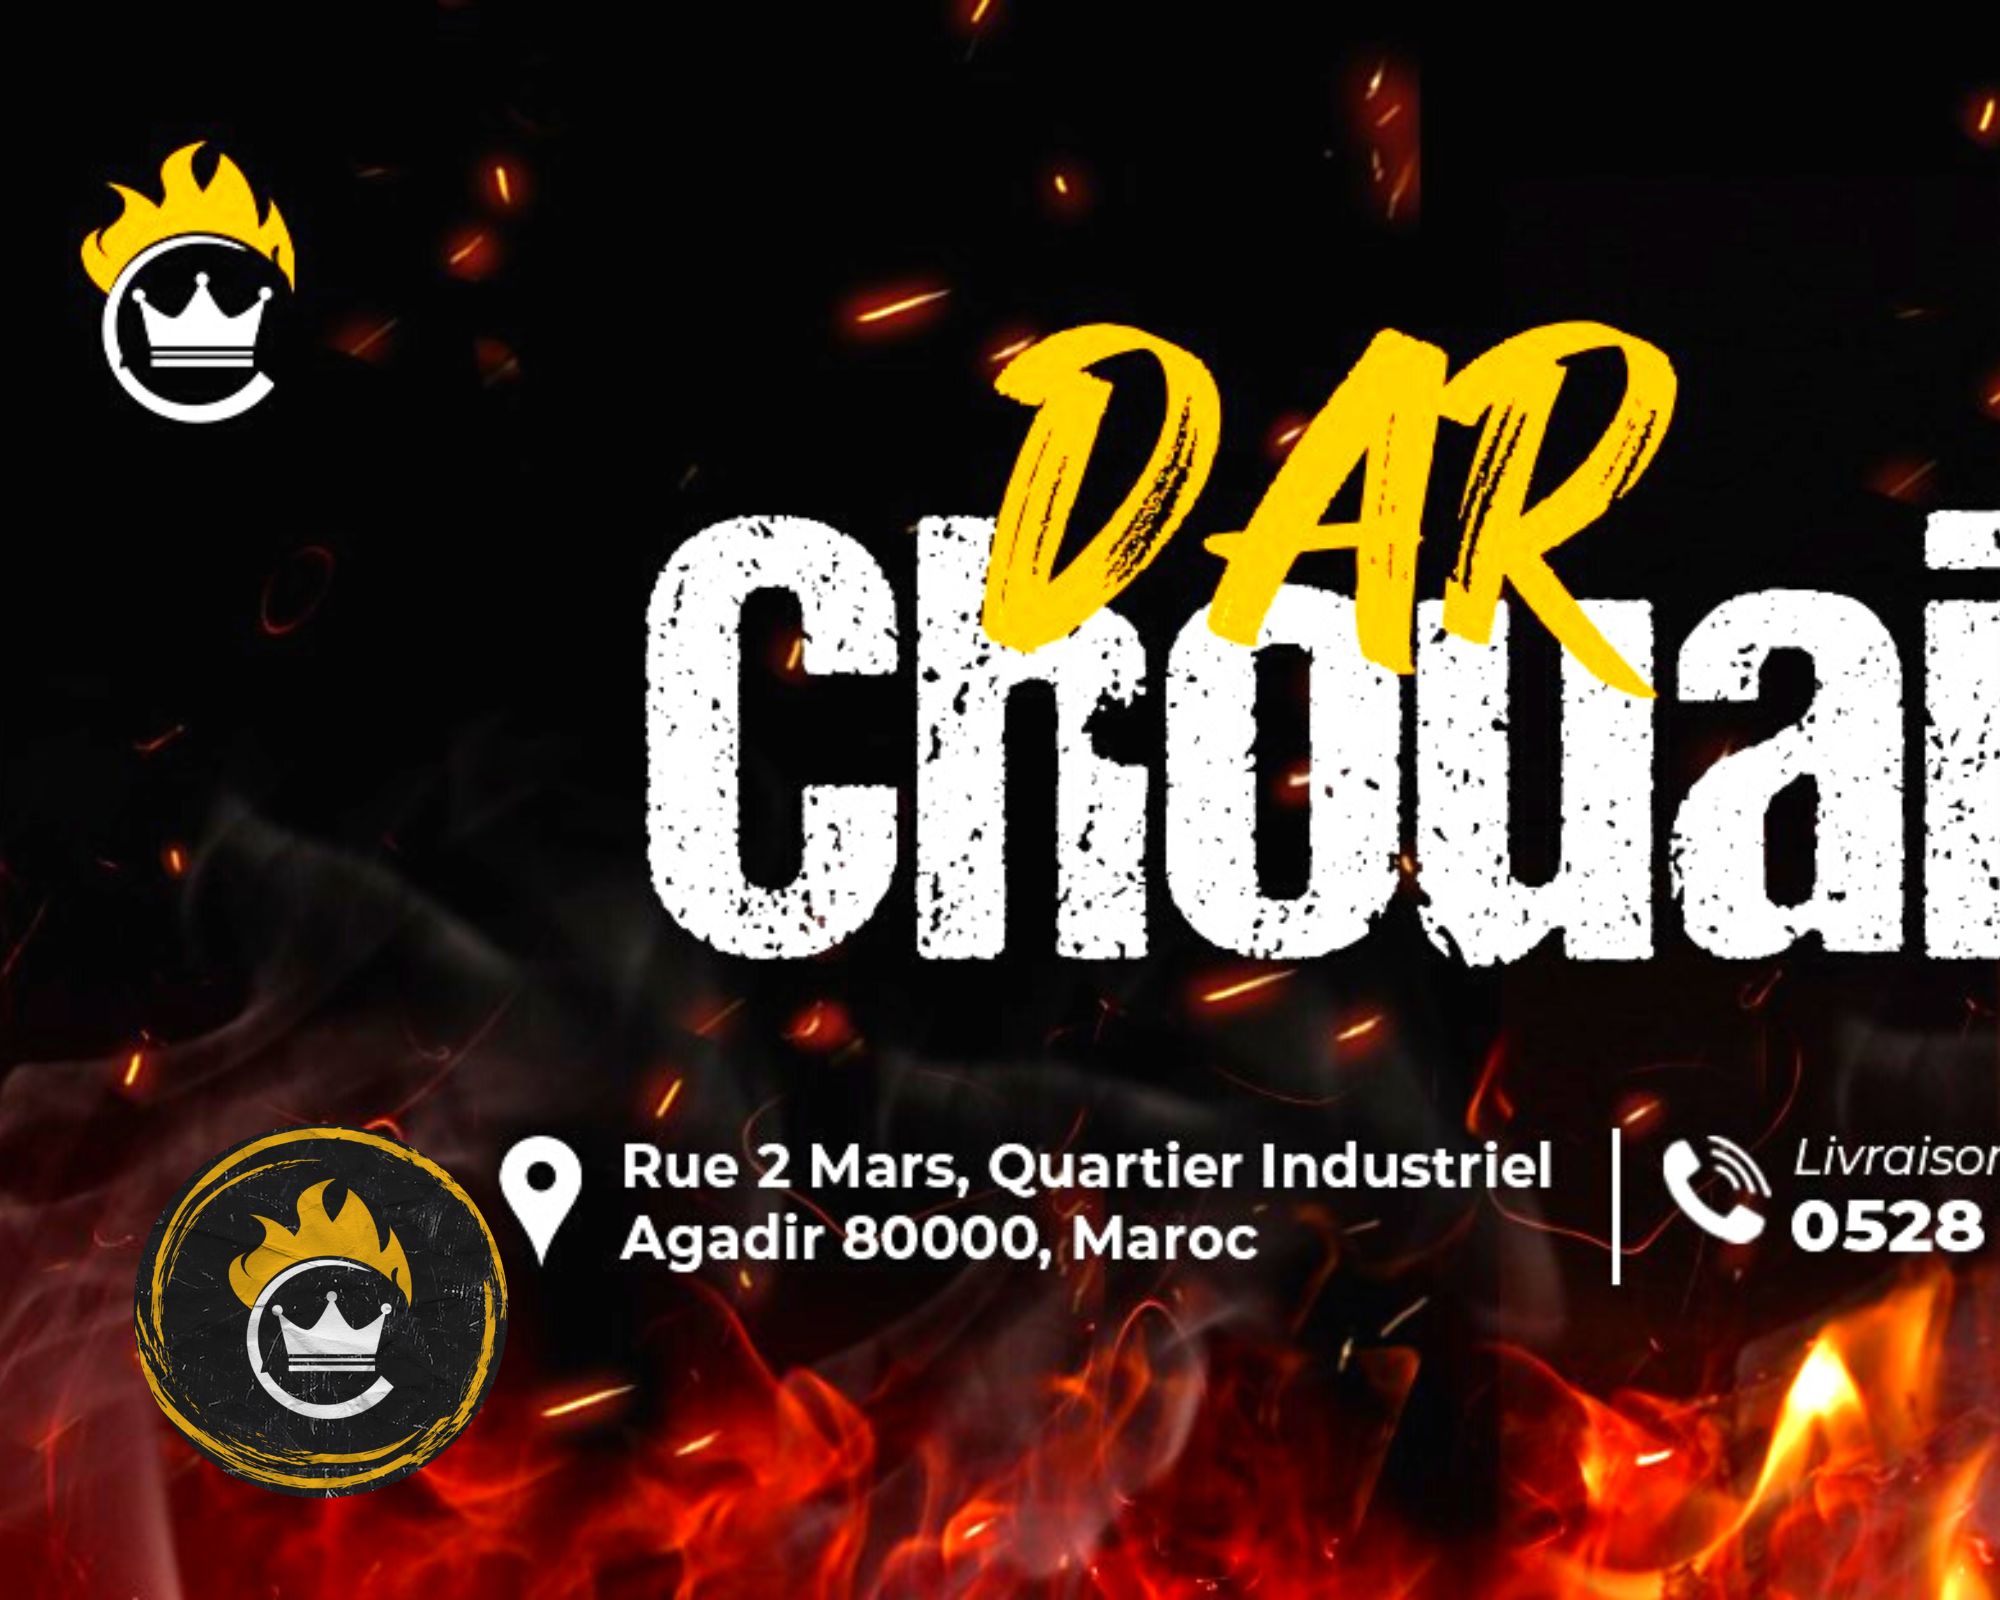 DAR
Chouai
Rue 2 Mars, Quartier Industriel
Agadir 80000, Maroc
Livraison
0528